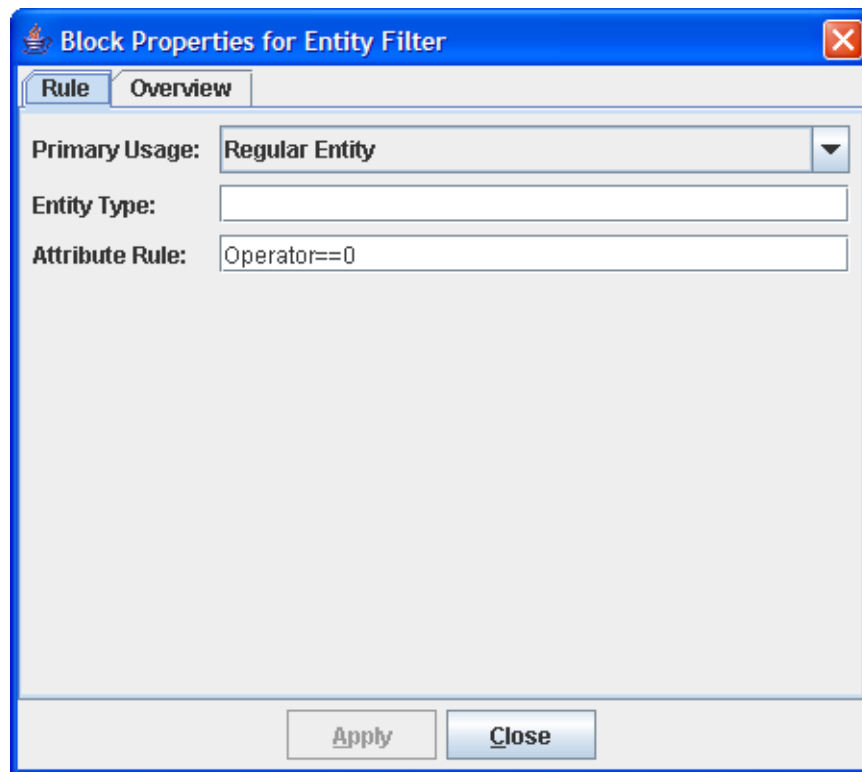 Block Properties for Entity Filter
Rule Overview
Primary Usage: Regular Entity
Entity Type:
Attribute Rule: Operator==0
Apply Close